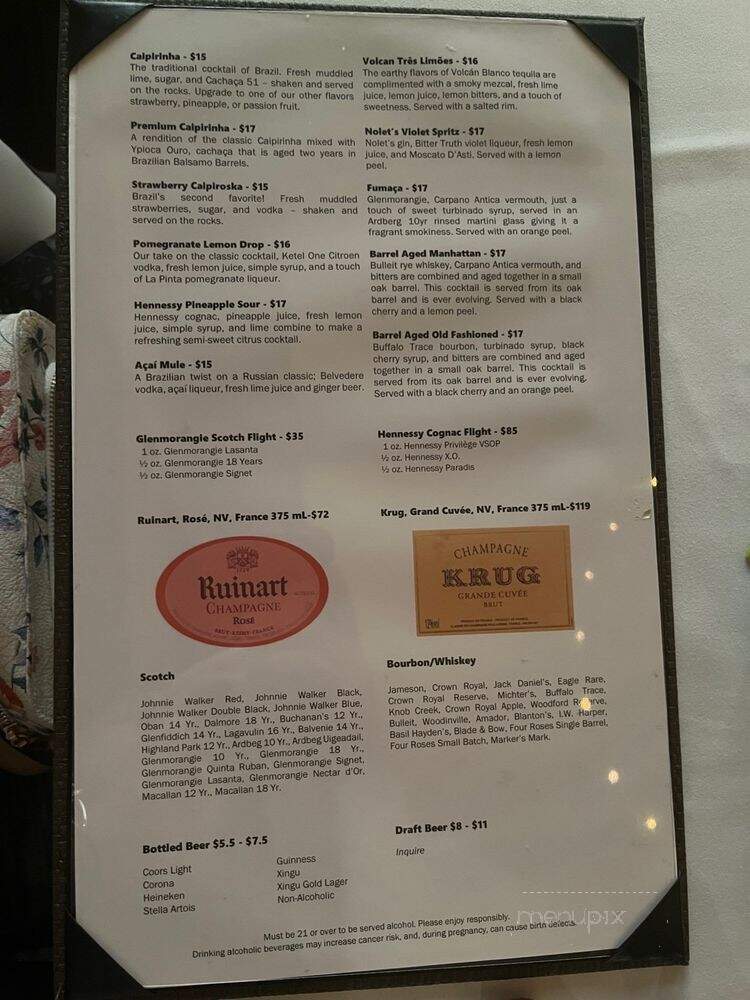 Caipirinha - $15
The traditional cocktail of Brazil. Fresh muddled
lime, sugar, and Cachaça 51 – shaken and served
on the rocks. Upgrade to one of our other flavors
strawberry, pineapple, or passion fruit.
Premium Caipirinha - $17
A rendition of the classic Caipirinha mixed with
Ypioca Ouro, cachaça that is aged two years in
Brazilian Balsamo Barrels.
Strawberry Caipiroska - $15
Brazil's second favorite! Fresh muddled
strawberries, sugar, and vodka – shaken and
served on the rocks.
Pomegranate Lemon Drop - $16
Our take on the classic cocktail, Ketel One Citroen
vodka, fresh lemon juice, simple syrup, and a touch
of La Pinta pomegranate liqueur.
Hennessy Pineapple Sour - $17
Hennessy cognac, pineapple juice, fresh lemon
juice, simple syrup, and lime combine to make a
refreshing semi-sweet citrus cocktail.
Açaí Mule - $15
A Brazilian twist on a Russian classic; Belvedere
vodka, açaí liqueur, fresh lime juice and ginger beer.
Volcan Três Limões - $16
The earthy flavors of Volcán Blanco tequila are
complimented with a smoky mezcal, fresh lime
juice, lemon juice, lemon bitters, and a touch of
sweetness. Served with a salted rim.
Nolet's Violet Spritz - $17
Nolet's gin, Bitter Truth violet liqueur, fresh lemon
juice, and Moscato D'Asti. Served with a lemon
peel.
Fumaça - $17
Glenmorangie, Carpano Antica vermouth, just a
touch of sweet turbinado syrup, served in an
Ardberg 10yr rinsed martini glass giving it a
fragrant smokiness. Served with an orange peel.
Barrel Aged Manhattan - $17
Bulleit rye whiskey, Carpano Antica vermouth, and
bitters are combined and aged together in a small
oak barrel. This cocktail is served from its oak
barrel and is ever evolving. Served with a black
cherry and a lemon peel.
Barrel Aged Old Fashioned - $17
Buffalo Trace bourbon, turbinado syrup, black
cherry syrup, and bitters are combined and aged
together in a small oak barrel. This cocktail is
served from its oak barrel and is ever evolving.
Served with a black cherry and an orange peel.
Glenmorangie Scotch Flight - $35
1 oz. Glenmorangie Lasanta
½ oz. Glenmorangie 18 Years
½ oz. Glenmorangie Signet
Hennessy Cognac Flight - $85
1 oz. Hennessy Privilège VSOP
½ oz. Hennessy X.O.
½ oz. Hennessy Paradis
Ruinart, Rosé, NV, France 375 mL-$72
Ruinart
CHAMPAGNE
ROSÉ
BRUT-REIMS-FRANCE
Krug, Grand Cuvée, NV, France 375 mL-$119
CHAMPAGNE
KRUG
GRANDE CUVÉE
BRUT
Scotch
Johnnie Walker Red, Johnnie Walker Black,
Johnnie Walker Double Black, Johnnie Walker Blue,
Oban 14 Yr., Dalmore 18 Yr., Buchanan's 12 Yr.,
Glenfiddich 14 Yr., Lagavulin 16 Yr., Balvenie 14 Yr.,
Highland Park 12 Yr., Ardbeg 10 Yr., Ardbeg Uigeadail,
Glenmorangie 10 Yr., Glenmorangie 18 Yr.,
Glenmorangie Quinta Ruban, Glenmorangie Signet,
Glenmorangie Lasanta, Glenmorangie Nectar d'Or,
Macallan 12 Yr., Macallan 18 Yr.
Bourbon/Whiskey
Jameson, Crown Royal, Jack Daniel's, Eagle Rare,
Crown Royal Reserve, Michter's, Buffalo Trace,
Knob Creek, Crown Royal Apple, Woodford Reserve,
Bulleit, Woodinville, Amador, Blanton's, I.W. Harper,
Basil Hayden's, Blade & Bow, Four Roses Single Barrel,
Four Roses Small Batch, Marker's Mark.
Bottled Beer $5.5 - $7.5
Coors Light
Corona
Heineken
Stella Artois
Guinness
Xingu
Xingu Gold Lager
Non-Alcoholic
Draft Beer $8 - $11
Inquire
Must be 21 or over to be served alcohol. Please enjoy responsibly.
Drinking alcoholic beverages may increase cancer risk, and, during pregnancy, can cause birth defects.
menupix